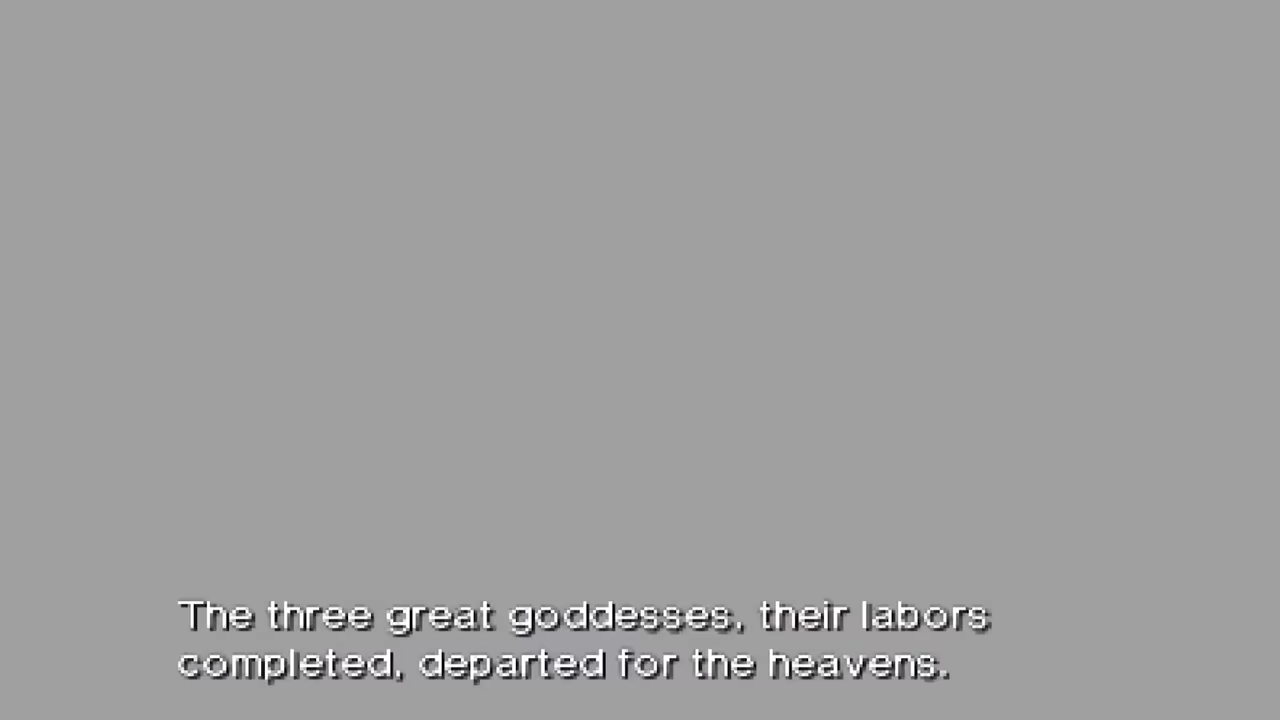 The three great goddesses, their labors
completed, departed for the heavens.